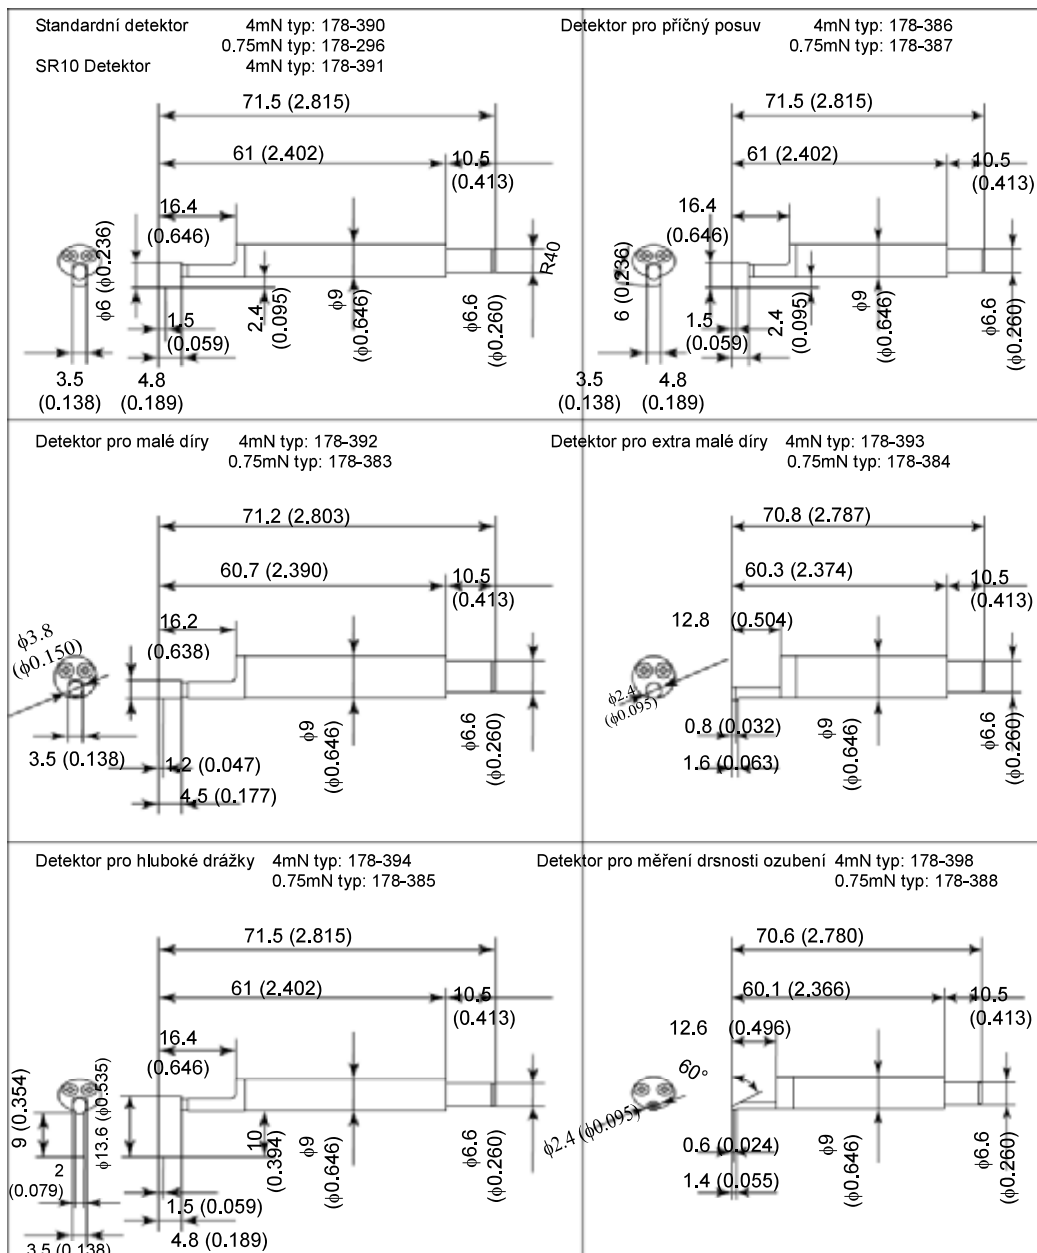 Standardní detektor 4mN typ: 178-390
0.75mN typ: 178-296
SR10 Detektor 4mN typ: 178-391
71.5 (2.815)
61 (2.402)
10.5
(0.413)
16.4
(0.646)
ϕ6 (ϕ0.236)
R40
2.4
(0.095)
ϕ9
(ϕ0.646)
ϕ6.6
(ϕ0.260)
1.5
(0.059)
3.5
(0.138)
4.8
(0.189)
Detektor pro příčný posuv 4mN typ: 178-386
0.75mN typ: 178-387
71.5 (2.815)
61 (2.402)
10.5
(0.413)
16.4
(0.646)
6 (0.236)
2.4
(0.095)
ϕ9
(ϕ0.646)
ϕ6.6
(ϕ0.260)
1.5
(0.059)
3.5
(0.138)
4.8
(0.189)
Detektor pro malé díry 4mN typ: 178-392
0.75mN typ: 178-383
71.2 (2.803)
60.7 (2.390)
10.5
(0.413)
16.2
(0.638)
ϕ3.8
(ϕ0.150)
ϕ9
(ϕ0.646)
ϕ6.6
(ϕ0.260)
3.5 (0.138)
1.2 (0.047)
4.5 (0.177)
Detektor pro extra malé díry 4mN typ: 178-393
0.75mN typ: 178-384
70.8 (2.787)
60.3 (2.374)
10.5
(0.413)
12.8 (0.504)
ϕ2.4
(ϕ0.095)
0.8 (0.032)
1.6 (0.063)
ϕ9
(ϕ0.646)
ϕ6.6
(ϕ0.260)
Detektor pro hluboké drážky 4mN typ: 178-394
0.75mN typ: 178-385
71.5 (2.815)
61 (2.402)
10.5
(0.413)
16.4
(0.646)
9 (0.354)
ϕ13.6 (ϕ0.535)
10
(0.394)
ϕ9
(ϕ0.646)
ϕ6.6
(ϕ0.260)
2
(0.079)
1.5 (0.059)
3.5 (0.138)
4.8 (0.189)
Detektor pro měření drsnosti ozubení 4mN typ: 178-398
0.75mN typ: 178-388
70.6 (2.780)
60.1 (2.366)
10.5
(0.413)
12.6 (0.496)
60°
ϕ2.4 (ϕ0.095)
0.6 (0.024)
1.4 (0.055)
ϕ9
(ϕ0.646)
ϕ6.6
(ϕ0.260)